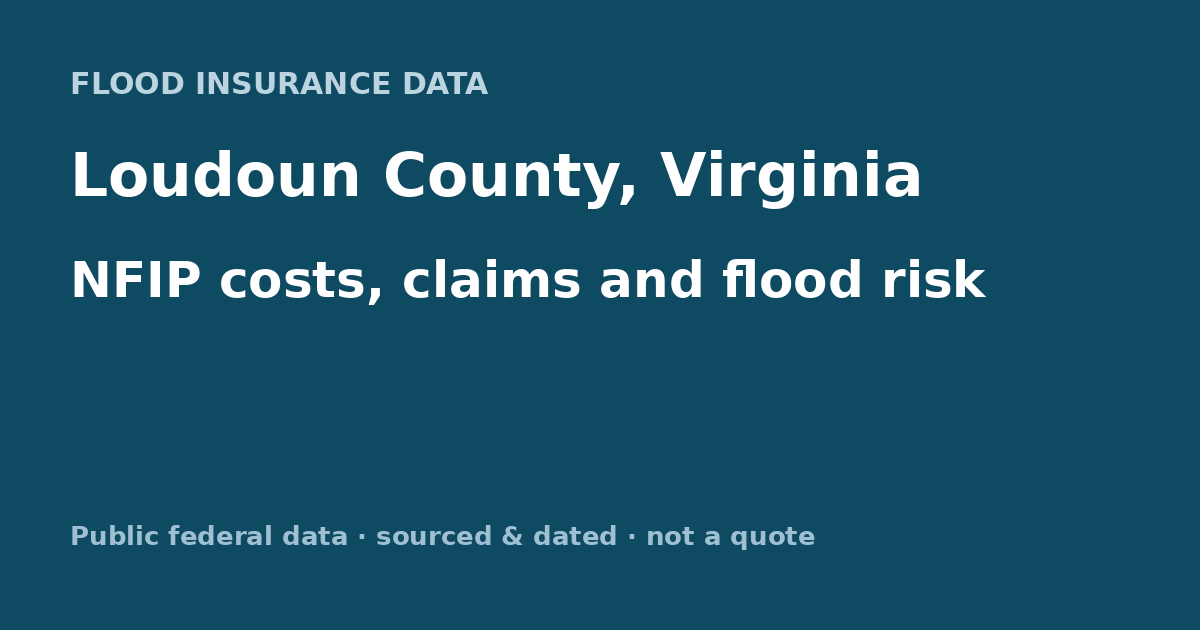 FLOOD INSURANCE DATA
Loudoun County, Virginia
NFIP costs, claims and flood risk
Public federal data · sourced & dated · not a quote